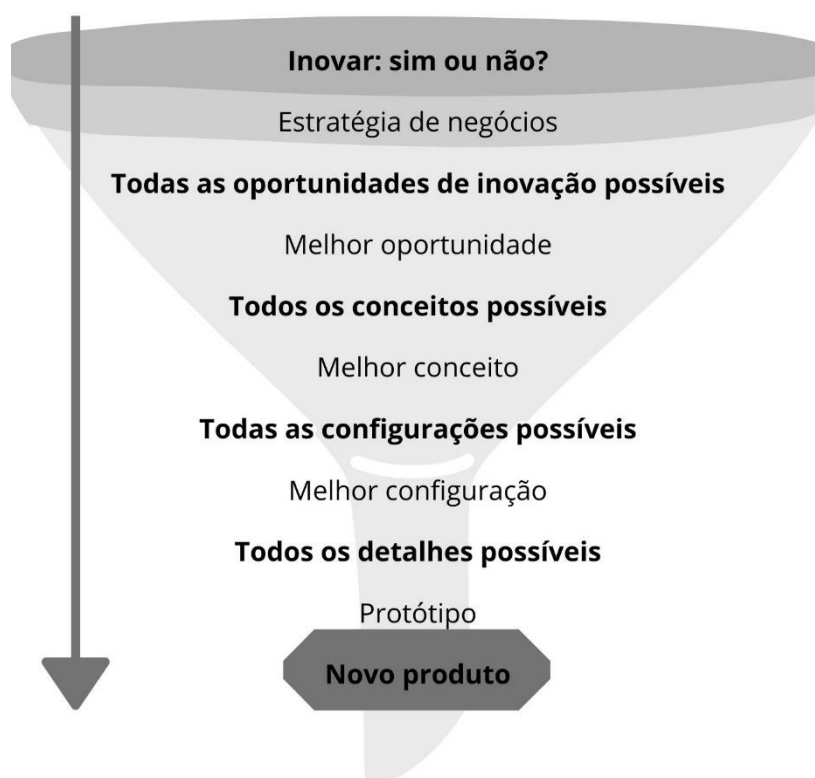 Inovar: sim ou não?
Estratégia de negócios
Todas as oportunidades de inovação possíveis
Melhor oportunidade
Todos os conceitos possíveis
Melhor conceito
Todas as configurações possíveis
Melhor configuração
Todos os detalhes possíveis
Protótipo
Novo produto